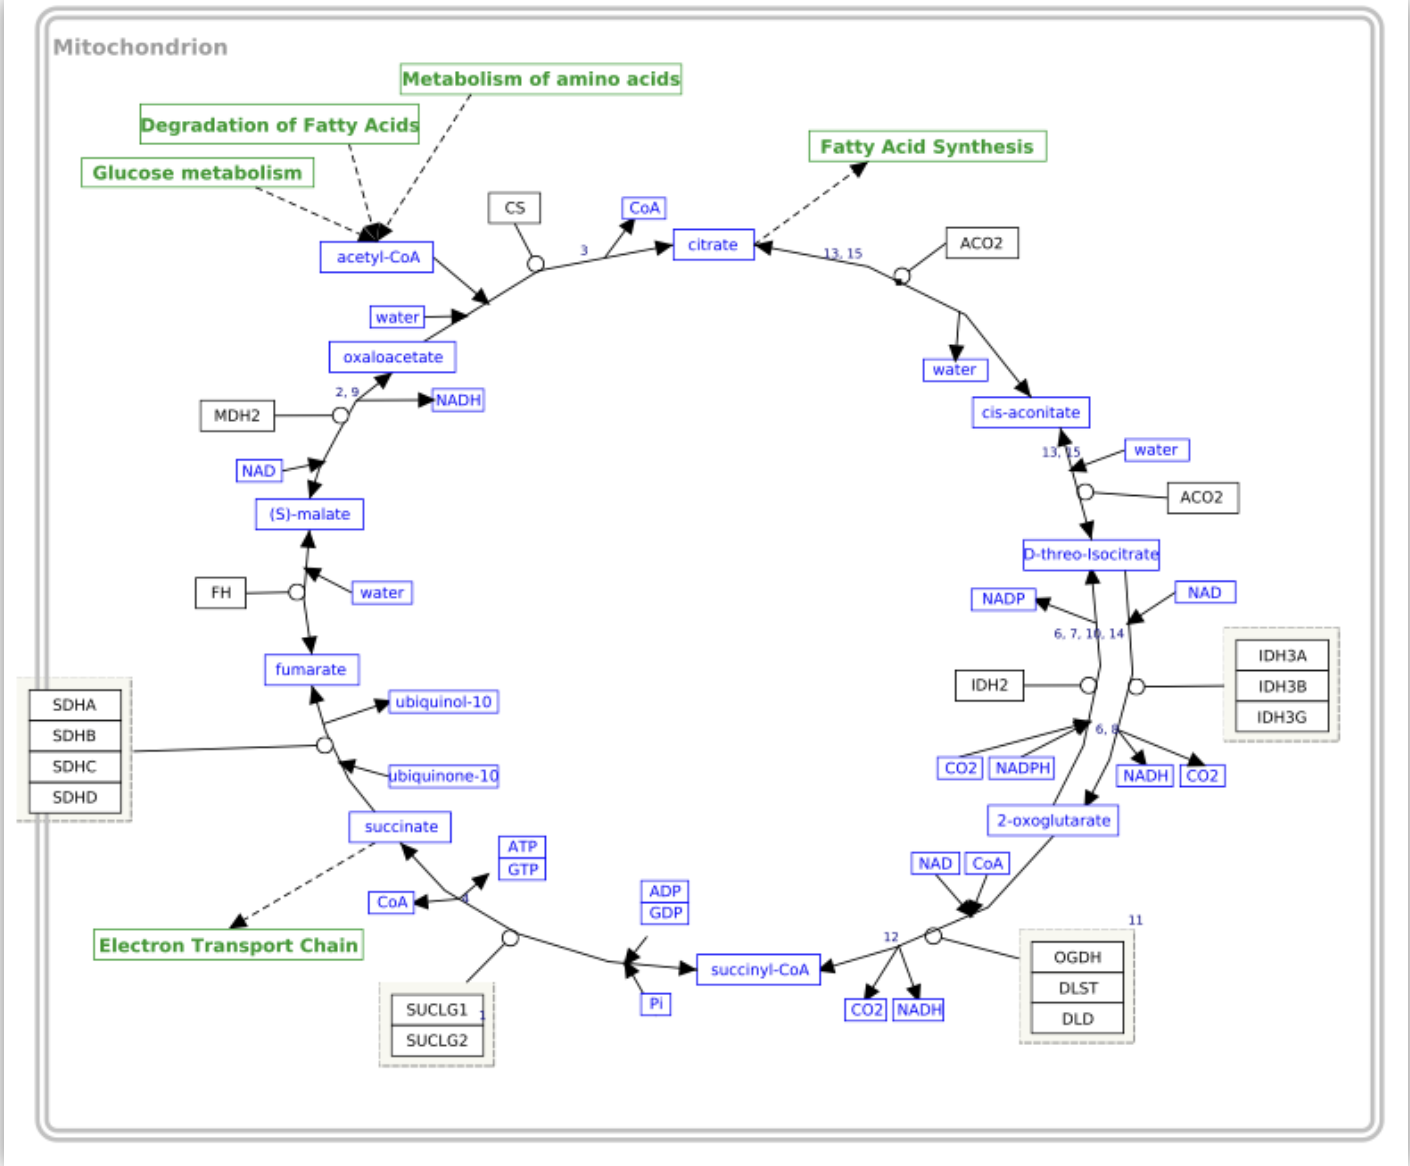 Mitochondrion
Metabolism of amino acids
Degradation of Fatty Acids
Fatty Acid Synthesis
Glucose metabolism
CS
CoA
3
citrate
13, 15
ACO2
acetyl-CoA
water
water
oxaloacetate
2, 9
NADH
cis-aconitate
MDH2
13, 15
water
NAD
ACO2
(S)-malate
D-threo-Isocitrate
FH
water
NADP
NAD
6, 7, 10, 14
fumarate
IDH3A
IDH2
IDH3B
IDH3G
SDHA
SDHB
SDHC
SDHD
ubiquinol-10
6, 8
ubiquinone-10
CO2
NADPH
NADH
CO2
succinate
2-oxoglutarate
ATP
GTP
NAD
CoA
CoA
4
ADP
GDP
11
Electron Transport Chain
12
OGDH
DLST
DLD
succinyl-CoA
SUCLG1
1
SUCLG2
Pi
CO2
NADH